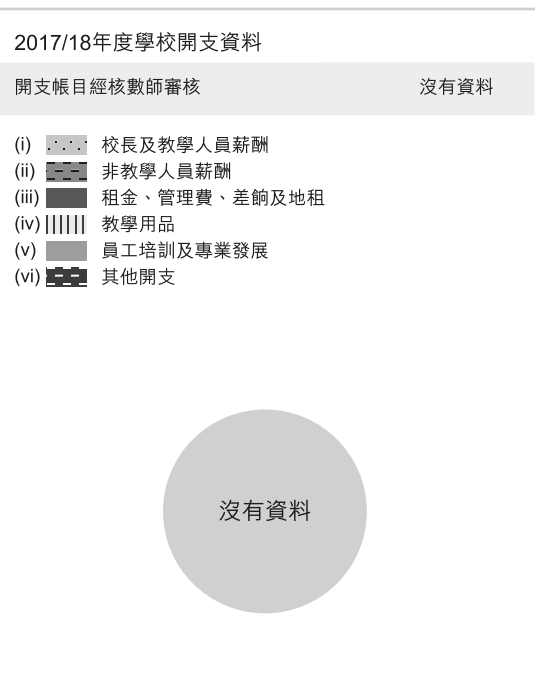 2017/18年度學校開支資料
開支帳目經核數師審核 沒有資料
(i) 校長及教學人員薪酬
(ii) 非教學人員薪酬
(iii) 租金、管理費、差餉及地租
(iv) 教學用品
(v) 員工培訓及專業發展
(vi) 其他開支
沒有資料